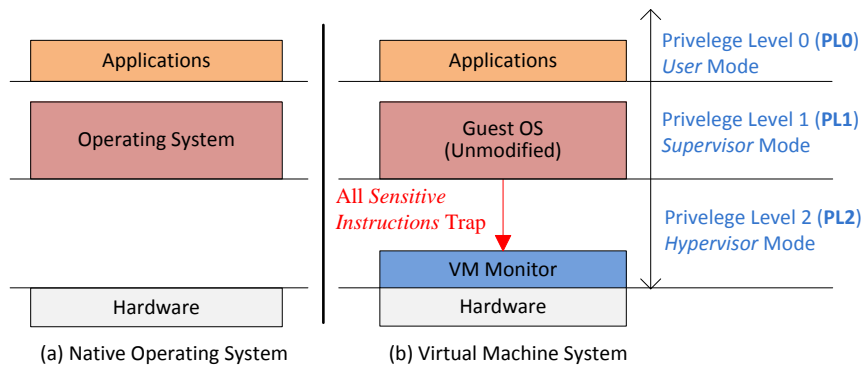 Applications
Operating System
Hardware
(a) Native Operating System
Applications
Guest OS
(Unmodified)
All Sensitive
Instructions Trap
VM Monitor
Hardware
(b) Virtual Machine System
Privelege Level 0 (PL0)
User Mode
Privelege Level 1 (PL1)
Supervisor Mode
Privelege Level 2 (PL2)
Hypervisor Mode